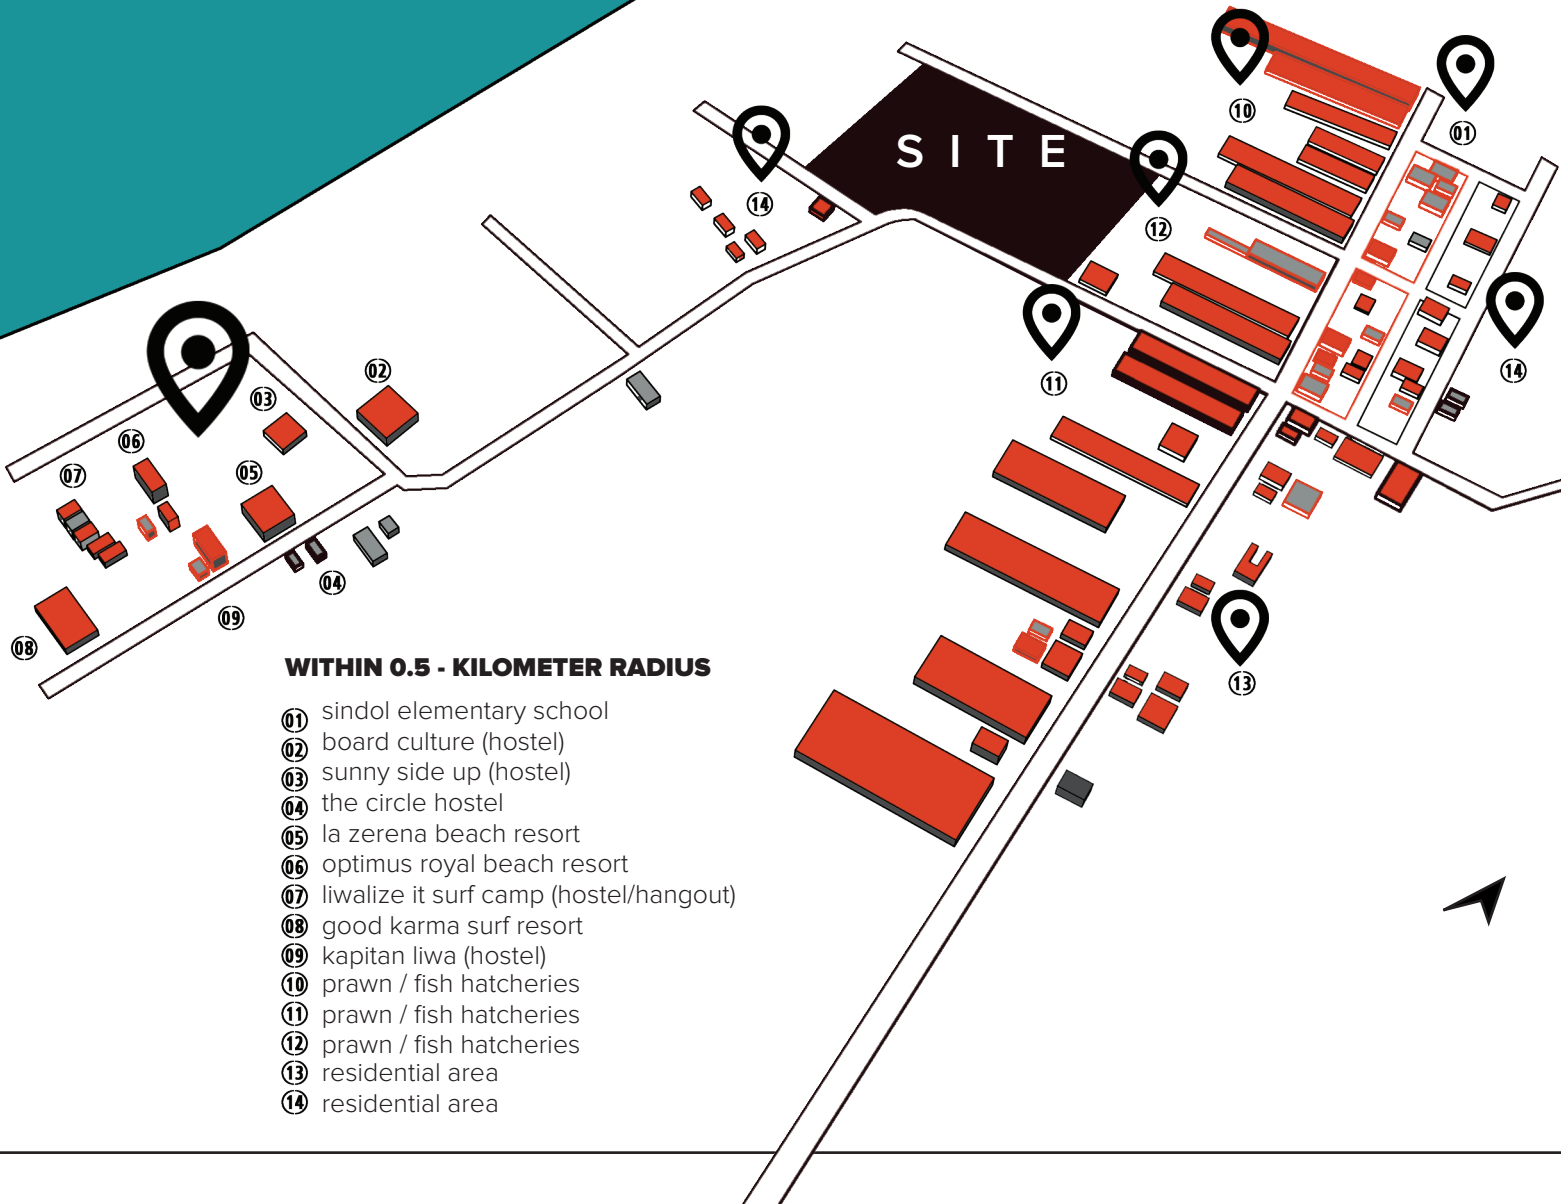 SITE
10
01
14
12
14
11
02
03
06
07
05
04
09
08
13
WITHIN 0.5 - KILOMETER RADIUS
01 sindol elementary school
02 board culture (hostel)
03 sunny side up (hostel)
04 the circle hostel
05 la zerena beach resort
06 optimus royal beach resort
07 liwalize it surf camp (hostel/hangout)
08 good karma surf resort
09 kapitan liwa (hostel)
10 prawn / fish hatcheries
11 prawn / fish hatcheries
12 prawn / fish hatcheries
13 residential area
14 residential area